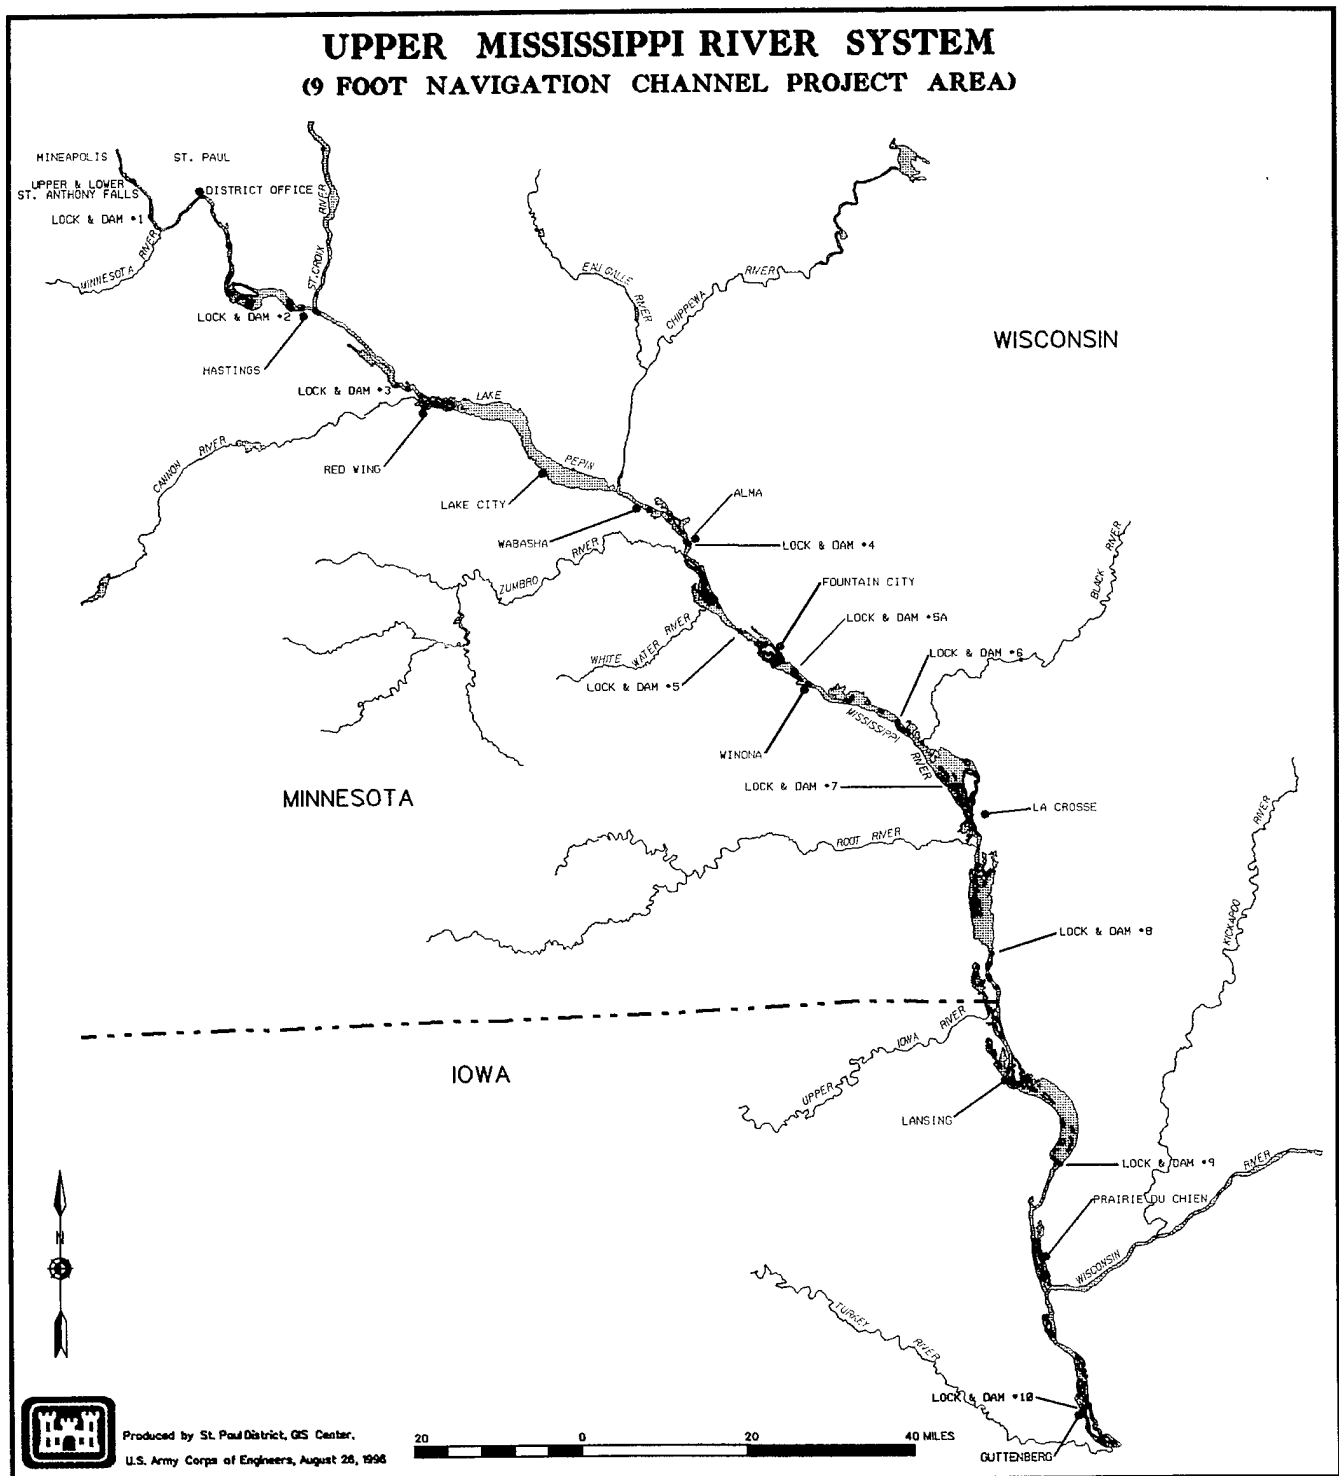 UPPER MISSISSIPPI RIVER SYSTEM
(9 FOOT NAVIGATION CHANNEL PROJECT AREA)
MINEAPOLIS
ST. PAUL
UPPER & LOWER
ST. ANTHONY FALLS
DISTRICT OFFICE
LOCK & DAM #1
MINNESOTA RIVER
ST.CROIX RIVER
EAU GALLE RIVER
CHIPPEWA RIVER
LOCK & DAM #2
WISCONSIN
HASTINGS
LOCK & DAM #3
LAKE PEPIN
CANNON RIVER
RED WING
LAKE CITY
ALMA
WABASHA
LOCK & DAM #4
ZUMBRO RIVER
FOUNTAIN CITY
BLACK RIVER
LOCK & DAM #5A
WHITE WATER RIVER
LOCK & DAM #6
LOCK & DAM #5
MISSISSIPPI RIVER
WINONA
LOCK & DAM #7
MINNESOTA
LA CROSSE
ROOT RIVER
KICKAPOO RIVER
LOCK & DAM #8
UPPER IOWA RIVER
IOWA
LANSING
LOCK & DAM #9
PRAIRIE DU CHIEN
WISCONSIN RIVER
N
TURKEY RIVER
LOCK & DAM #10
GUTTENBERG
Produced by St. Paul District, GIS Center,
U.S. Army Corps of Engineers, August 26, 1996
20 0 20 40 MILES